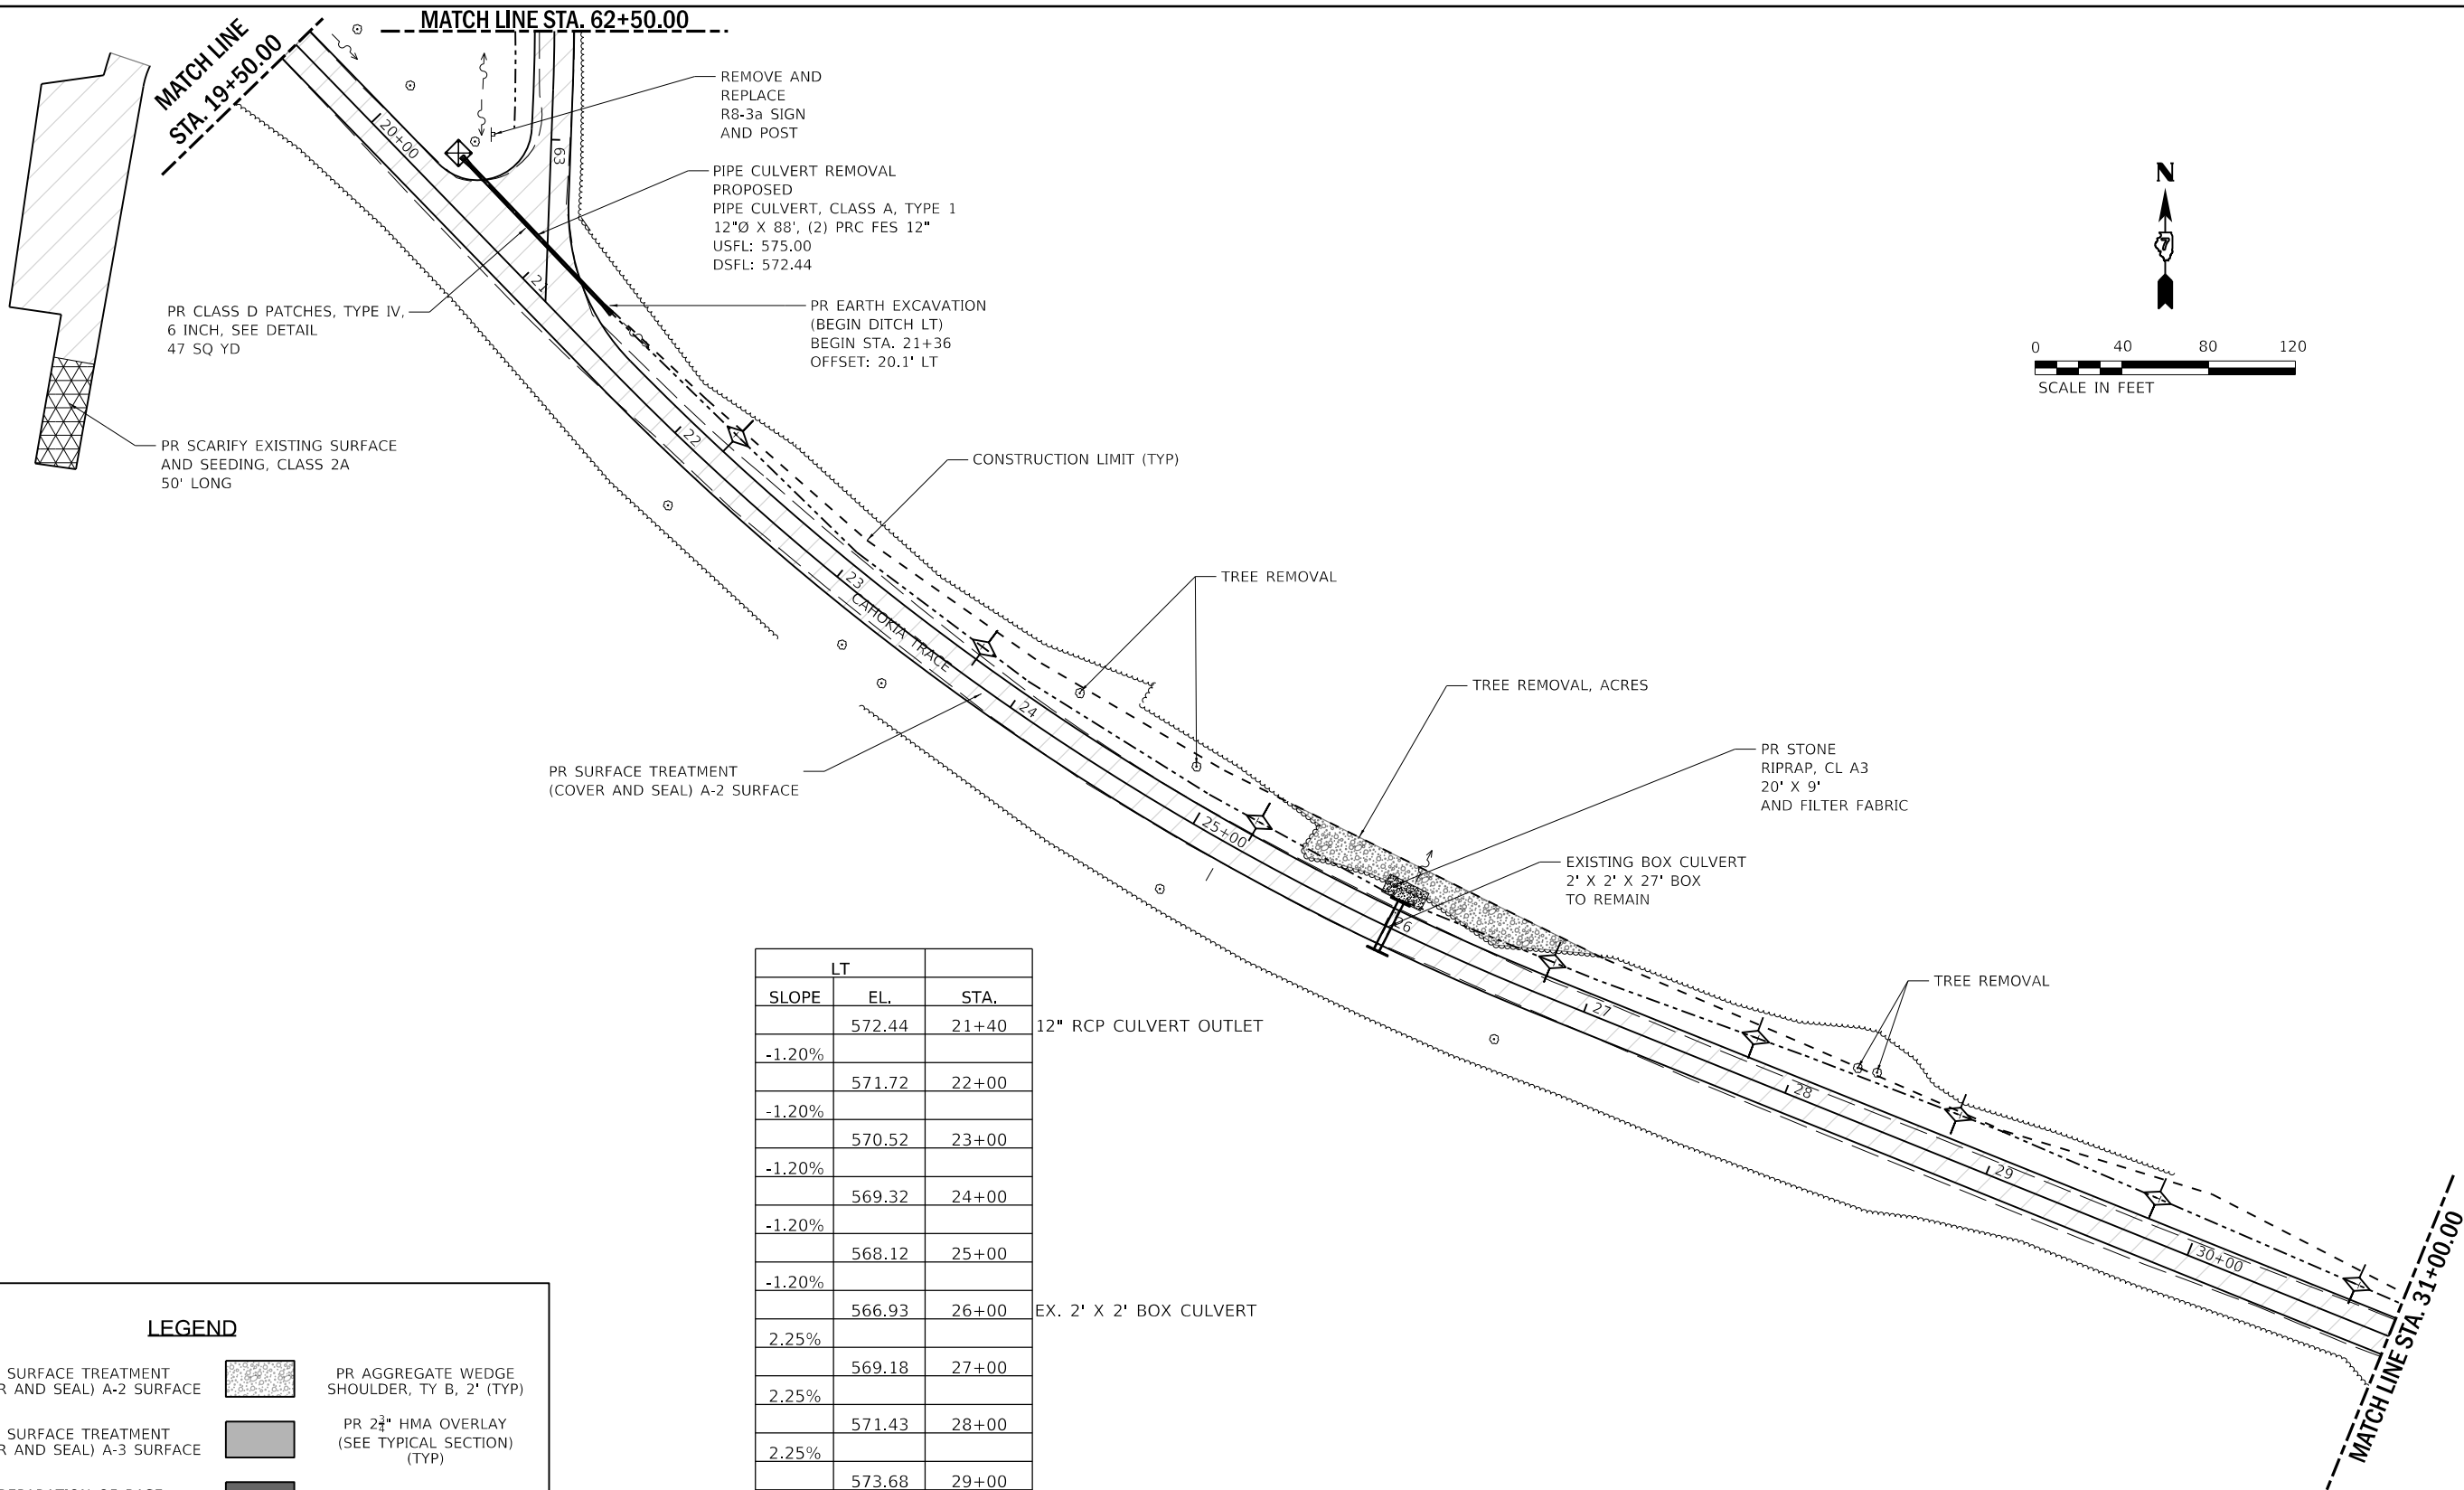 MATCH LINE
STA. 19+50.00
MATCH LINE STA. 62+50.00
REMOVE AND
REPLACE
R8-3a SIGN
AND POST
PIPE CULVERT REMOVAL
PROPOSED
PIPE CULVERT, CLASS A, TYPE 1
12"Ø X 88', (2) PRC FES 12"
USFL: 575.00
DSFL: 572.44
PR EARTH EXCAVATION
(BEGIN DITCH LT)
BEGIN STA. 21+36
OFFSET: 20.1' LT
PR CLASS D PATCHES, TYPE IV,
6 INCH, SEE DETAIL
47 SQ YD
PR SCARIFY EXISTING SURFACE
AND SEEDING, CLASS 2A
50' LONG
N
7
0 40 80 120
SCALE IN FEET
20+00
63
21
22
23
CAHOKIA TRACE
24
25+00
26
27
28
29
30+00
CONSTRUCTION LIMIT (TYP)
TREE REMOVAL
TREE REMOVAL, ACRES
PR STONE
RIPRAP, CL A3
20' X 9'
AND FILTER FABRIC
EXISTING BOX CULVERT
2' X 2' X 27' BOX
TO REMAIN
TREE REMOVAL
PR SURFACE TREATMENT
(COVER AND SEAL) A-2 SURFACE
MATCH LINE STA. 31+00.00
LT
SLOPE EL. STA.
572.44 21+40 12" RCP CULVERT OUTLET
-1.20%
571.72 22+00
-1.20%
570.52 23+00
-1.20%
569.32 24+00
-1.20%
568.12 25+00
-1.20%
566.93 26+00 EX. 2' X 2' BOX CULVERT
2.25%
569.18 27+00
2.25%
571.43 28+00
2.25%
573.68 29+00
LEGEND
SURFACE TREATMENT
R AND SEAL) A-2 SURFACE
PR AGGREGATE WEDGE
SHOULDER, TY B, 2' (TYP)
SURFACE TREATMENT
R AND SEAL) A-3 SURFACE
PR 2¾" HMA OVERLAY
(SEE TYPICAL SECTION)
(TYP)